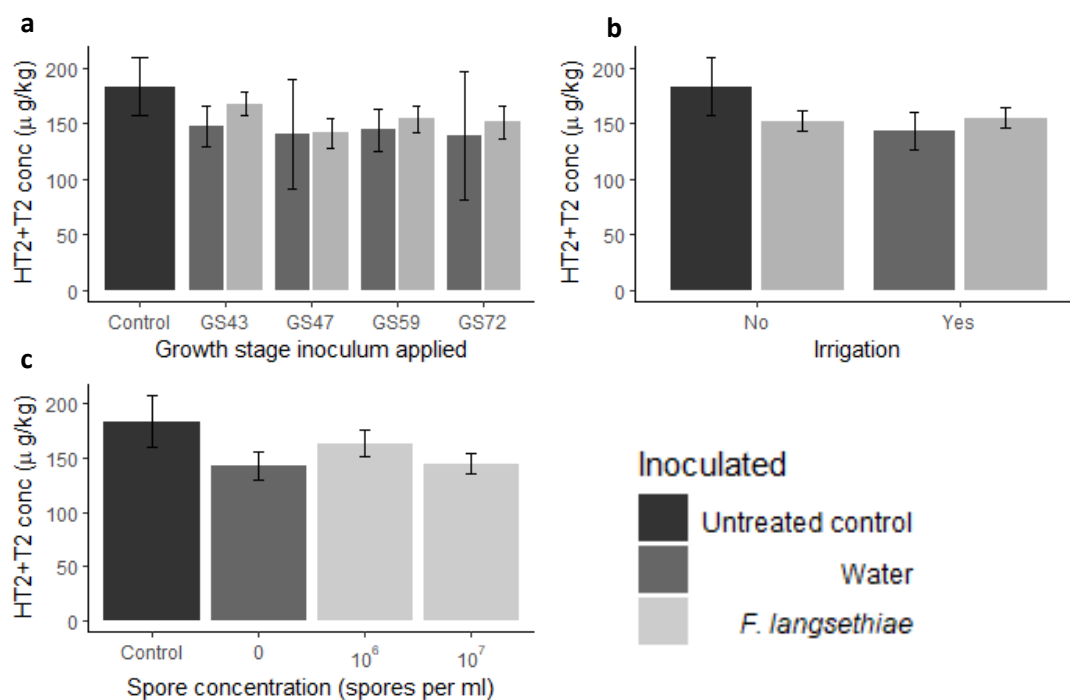 a
HT2+T2 conc (μ g/kg)
200
150
100
50
0
Control GS43 GS47 GS59 GS72
Growth stage inoculum applied
b
HT2+T2 conc (μ g/kg)
200
150
100
50
0
No Yes
Irrigation
c
HT2+T2 conc (μ g/kg)
200
150
100
50
0
Control 0 10⁶ 10⁷
Spore concentration (spores per ml)
Inoculated
Untreated control
Water
F. langsethiae